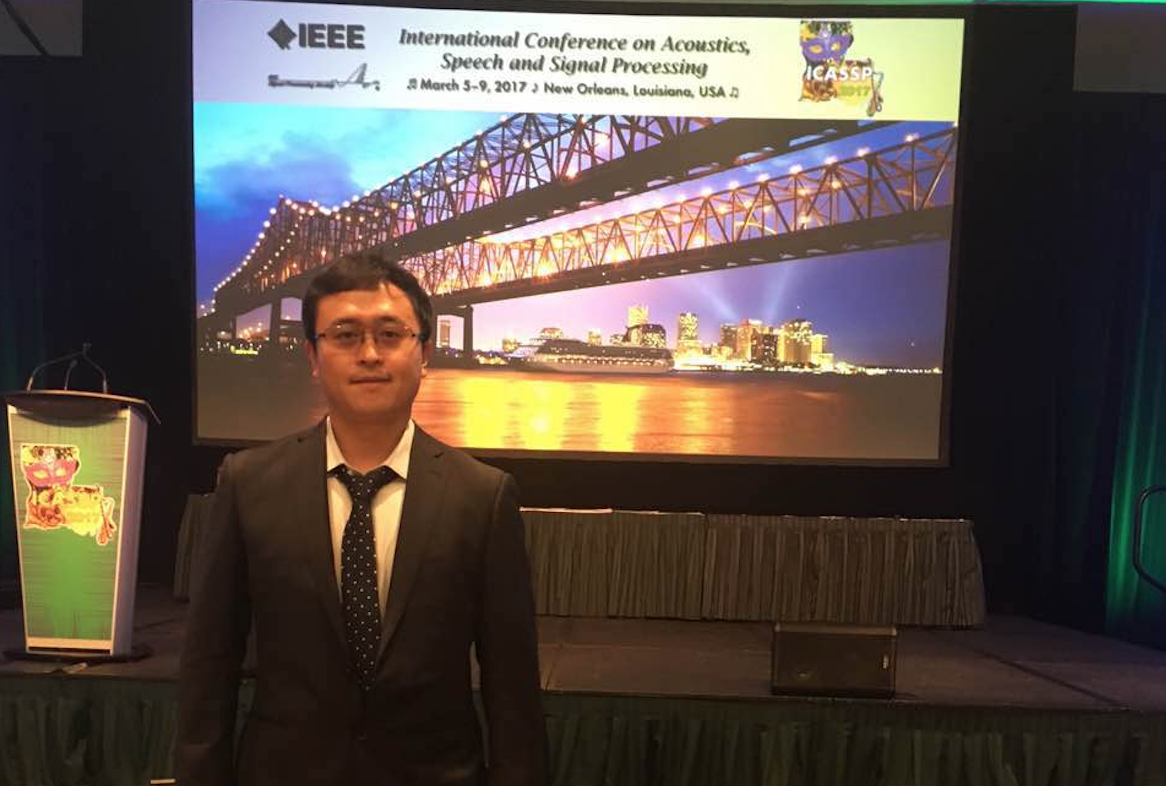 IEEE
International Conference on Acoustics,
Speech and Signal Processing
March 5-9, 2017 ♪ New Orleans, Louisiana, USA
ICASSP
2017
2017